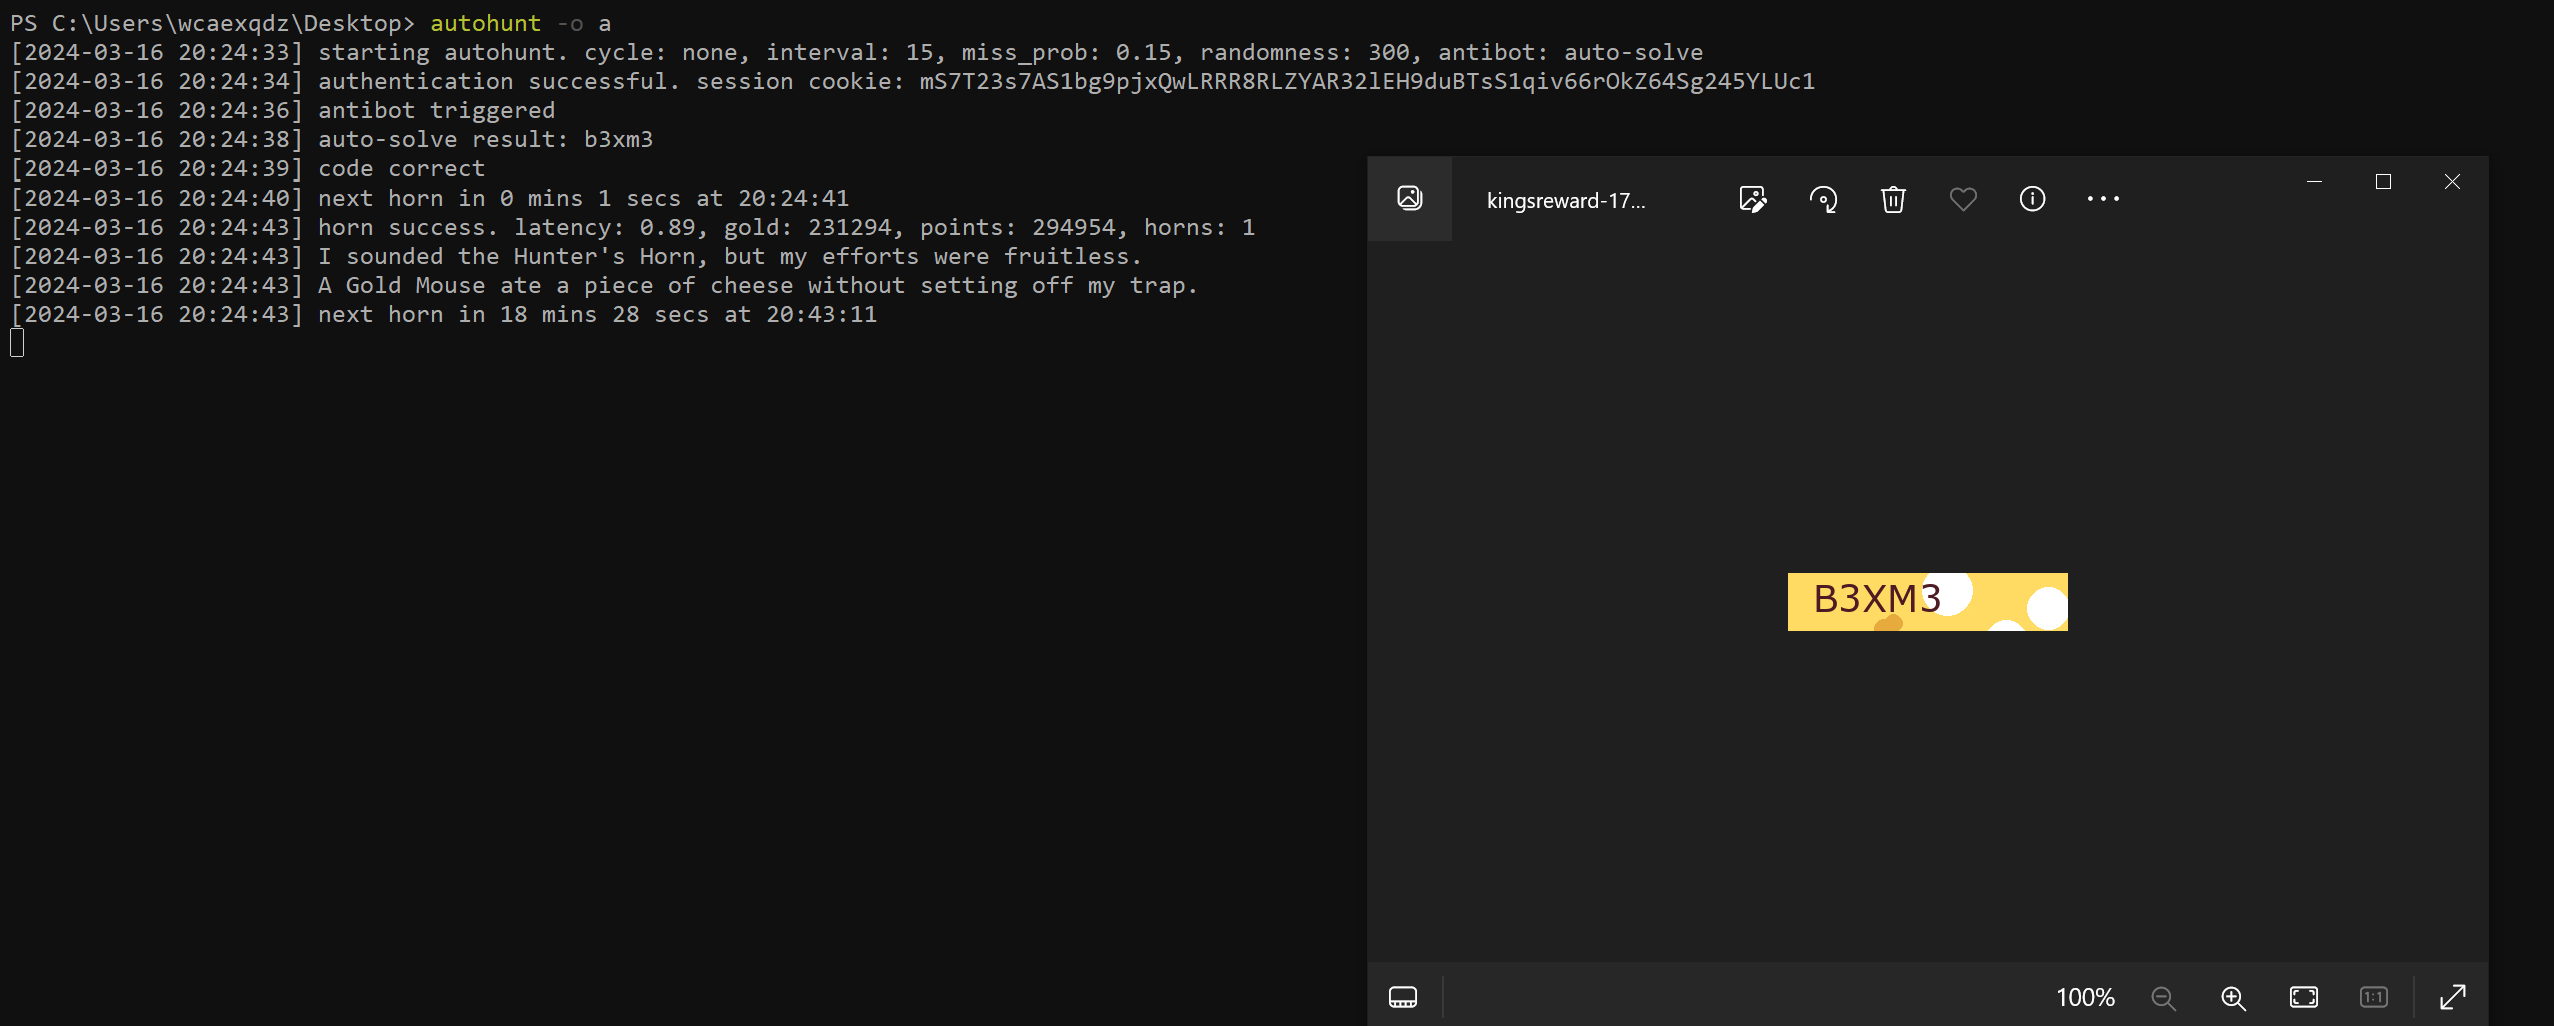 PS C:\Users\wcaexqdz\Desktop> autohunt -o a
[2024-03-16 20:24:33] starting autohunt. cycle: none, interval: 15, miss_prob: 0.15, randomness: 300, antibot: auto-solve
[2024-03-16 20:24:34] authentication successful. session cookie: mS7T23s7AS1bg9pjxQwLRRR8RLZYAR32lEH9duBTsS1qiv66rOkZ64Sg245YLUc1
[2024-03-16 20:24:36] antibot triggered
[2024-03-16 20:24:38] auto-solve result: b3xm3
[2024-03-16 20:24:39] code correct
[2024-03-16 20:24:40] next horn in 0 mins 1 secs at 20:24:41
[2024-03-16 20:24:43] horn success. latency: 0.89, gold: 231294, points: 294954, horns: 1
[2024-03-16 20:24:43] I sounded the Hunter's Horn, but my efforts were fruitless.
[2024-03-16 20:24:43] A Gold Mouse ate a piece of cheese without setting off my trap.
[2024-03-16 20:24:43] next horn in 18 mins 28 secs at 20:43:11
kingsreward-17...
B3XM3
100%
1:1